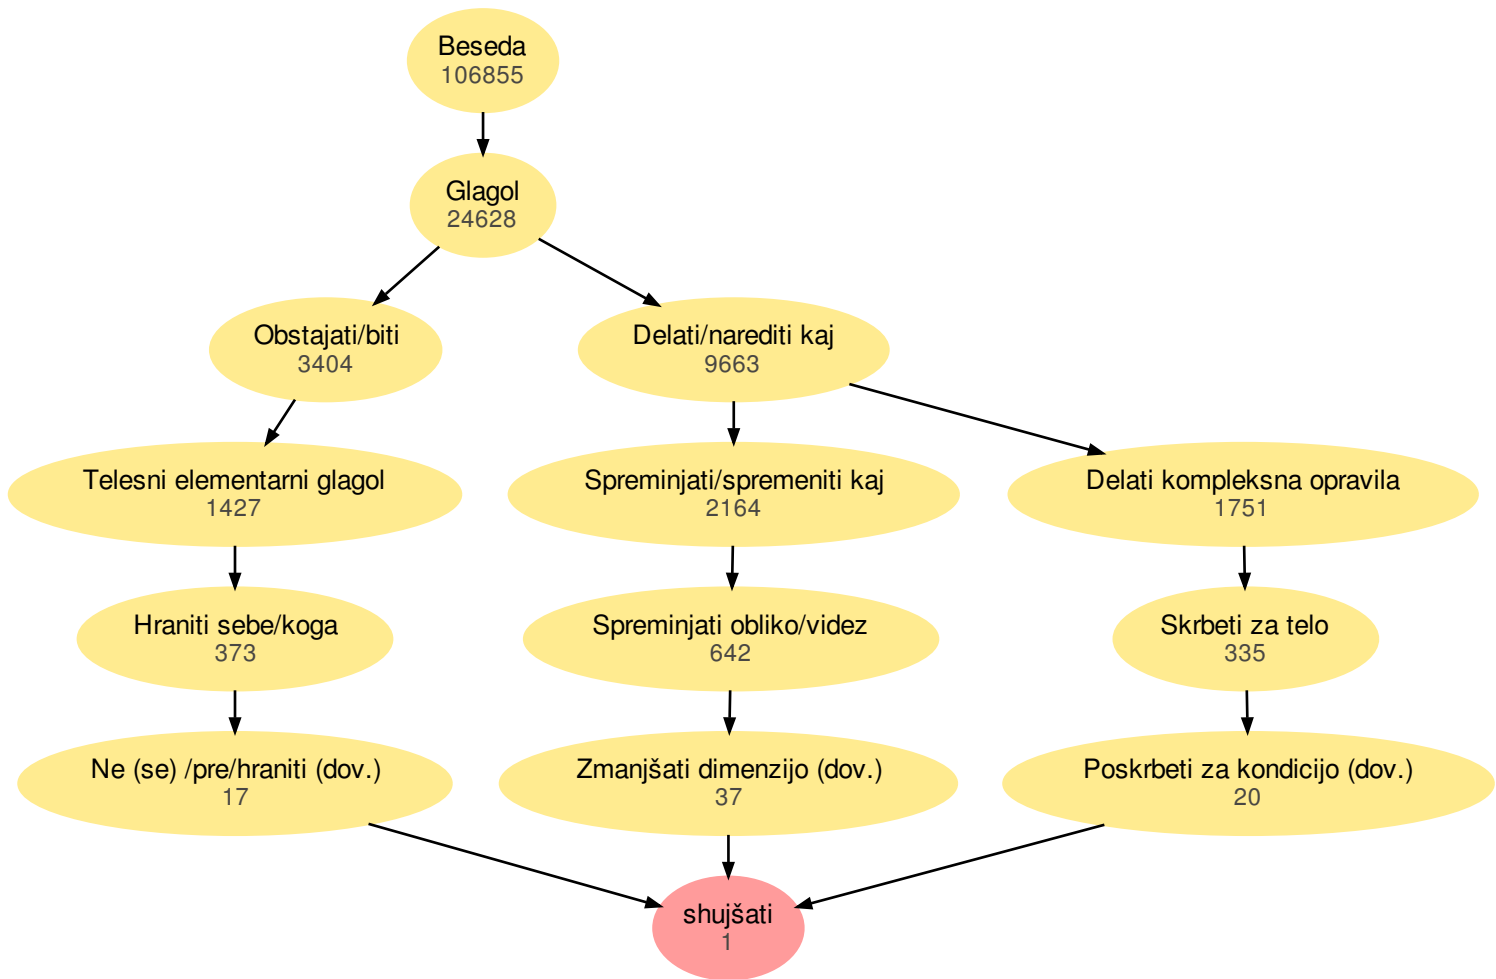 Beseda
106855
Glagol
24628
Obstajati/biti
3404
Delati/narediti kaj
9663
Telesni elementarni glagol
1427
Spreminjati/spremeniti kaj
2164
Delati kompleksna opravila
1751
Hraniti sebe/koga
373
Spreminjati obliko/videz
642
Skrbeti za telo
335
Ne (se) /pre/hraniti (dov.)
17
Zmanjšati dimenzijo (dov.)
37
Poskrbeti za kondicijo (dov.)
20
shujšati
1